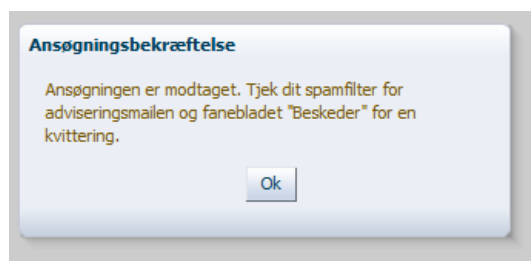 Ansøgningsbekræftelse
Ansøgningen er modtaget. Tjek dit spamfilter for
adviseringsmailen og fanebladet "Beskeder" for en
kvittering.
Ok